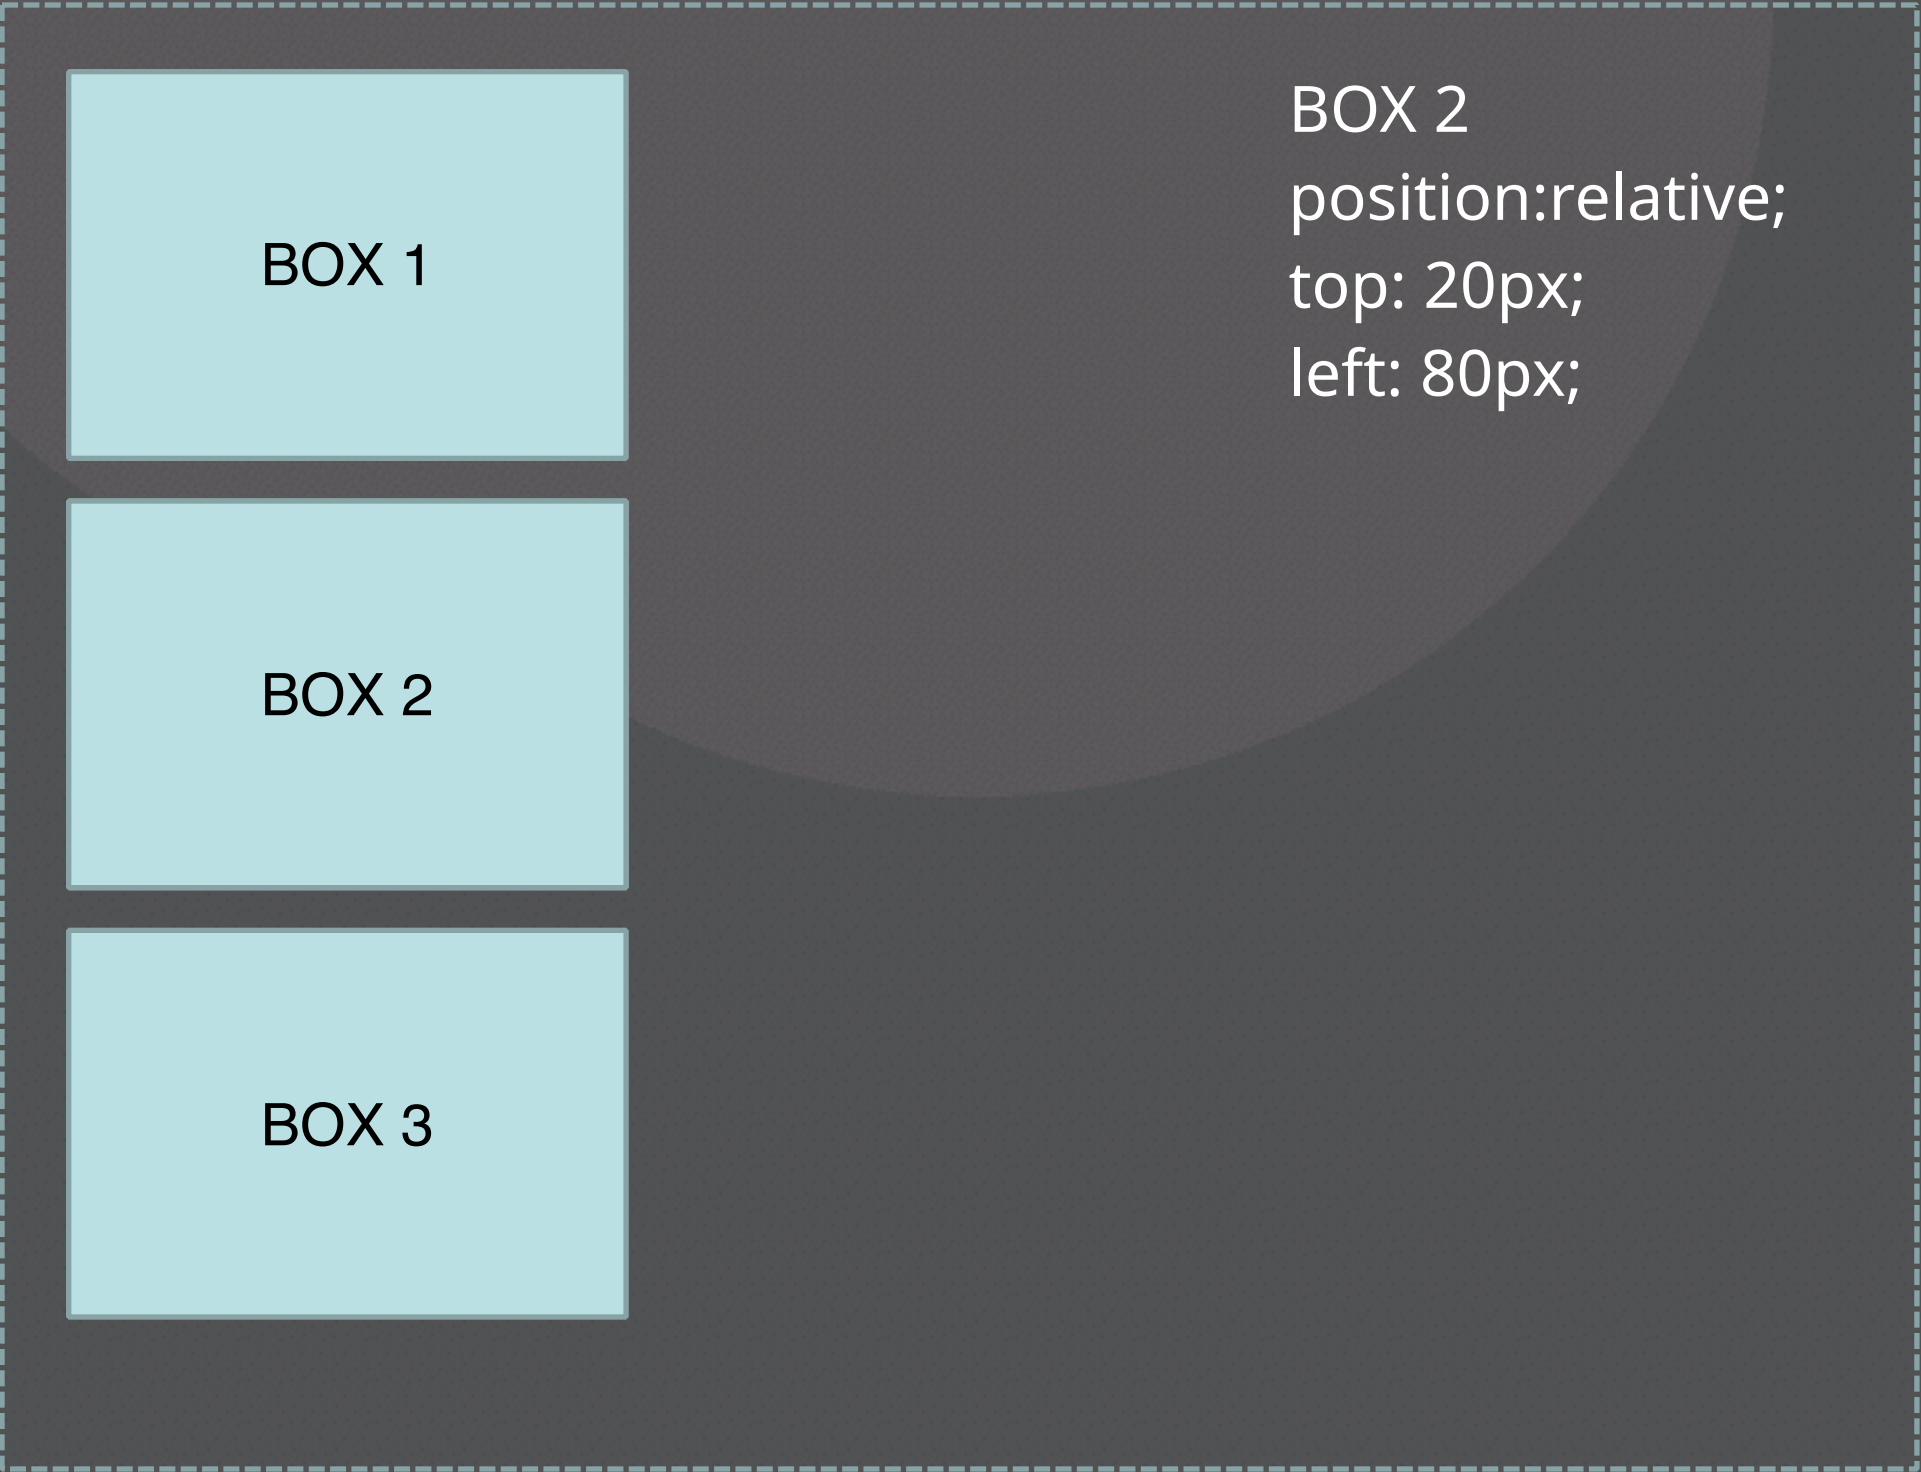 BOX 1
BOX 2
BOX 3
BOX 2
position:relative;
top: 20px;
left: 80px;